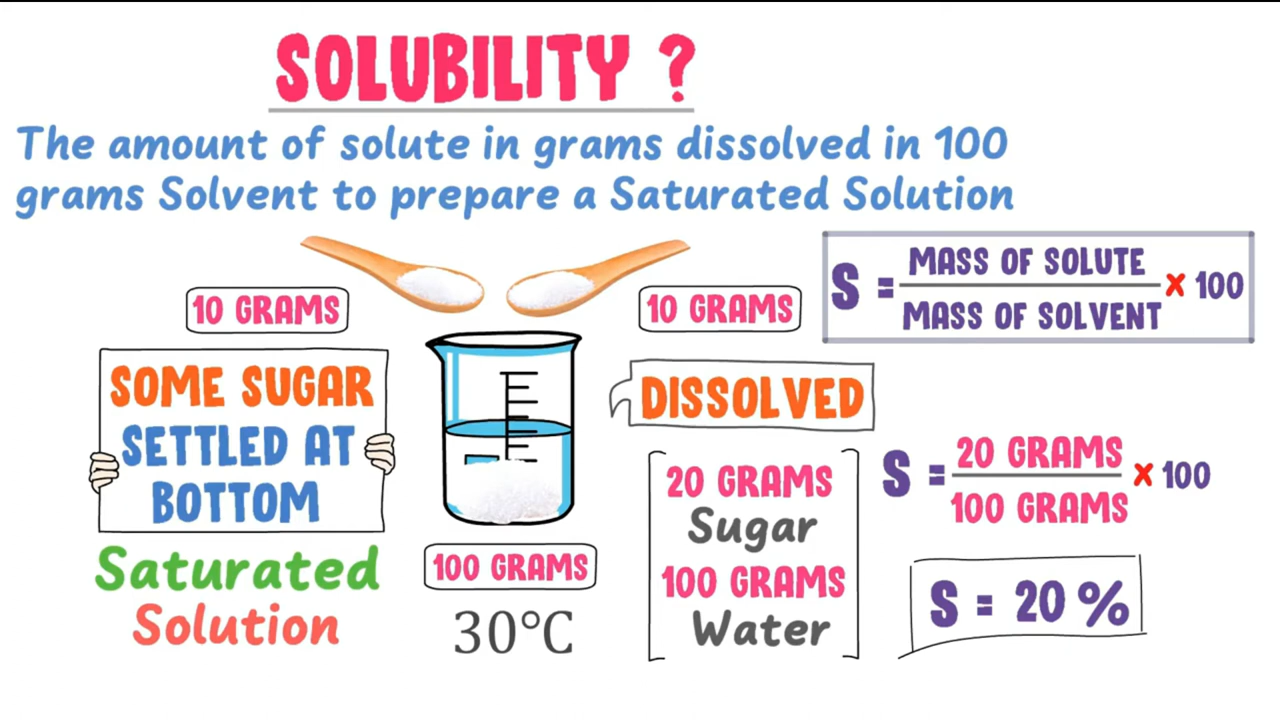 SOLUBILITY ?
The amount of solute in grams dissolved in 100
grams Solvent to prepare a Saturated Solution
10 GRAMS
10 GRAMS
S = MASS OF SOLUTE / MASS OF SOLVENT × 100
SOME SUGAR
SETTLED AT
BOTTOM
Saturated
Solution
100 GRAMS
30°C
DISSOLVED
20 GRAMS
Sugar
100 GRAMS
Water
S = 20 GRAMS / 100 GRAMS × 100
S = 20 %